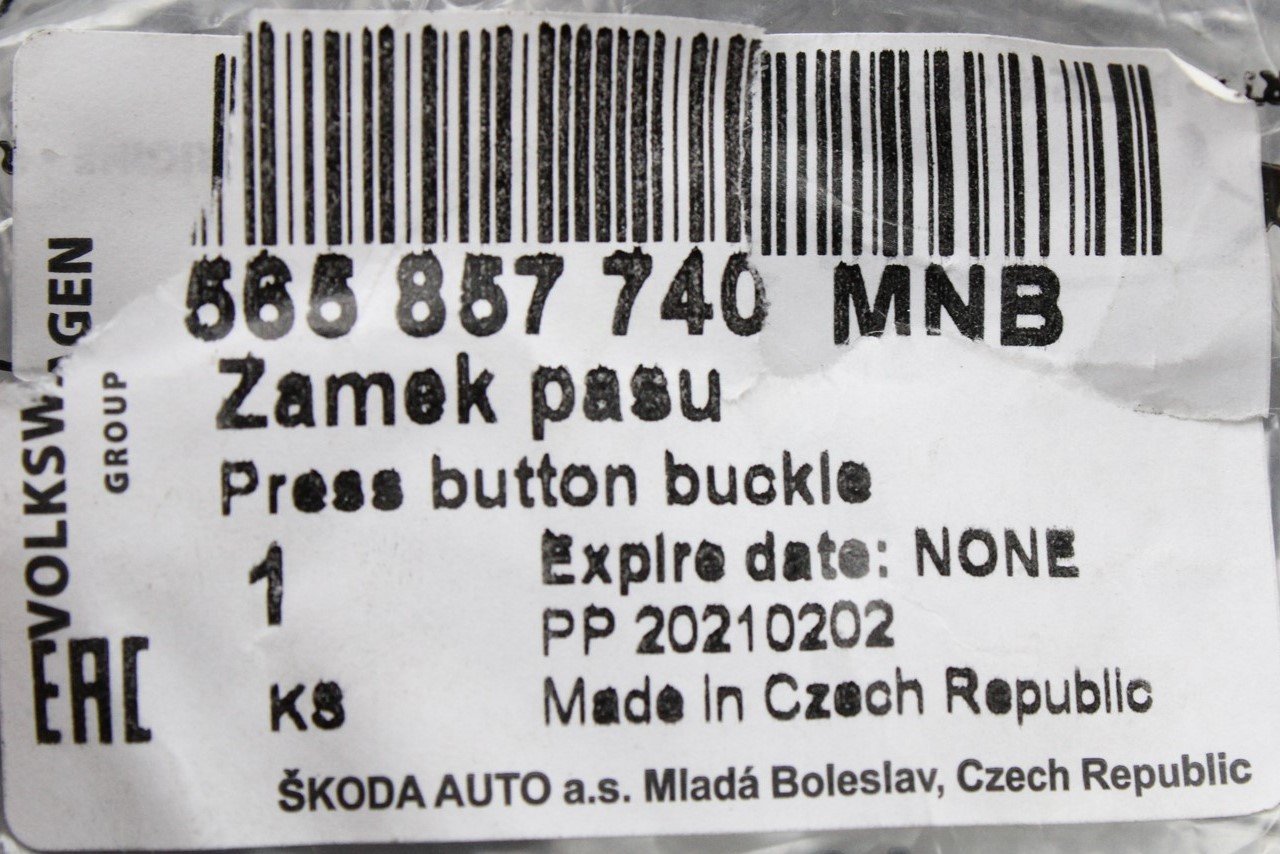 565 857 740 MNB
Zamek pasu
Press button buckle
1
Expire date: NONE
PP 20210202
KS
Made in Czech Republic
ŠKODA AUTO a.s. Mladá Boleslav, Czech Republic
VOLKSWAGEN
GROUP
EAC